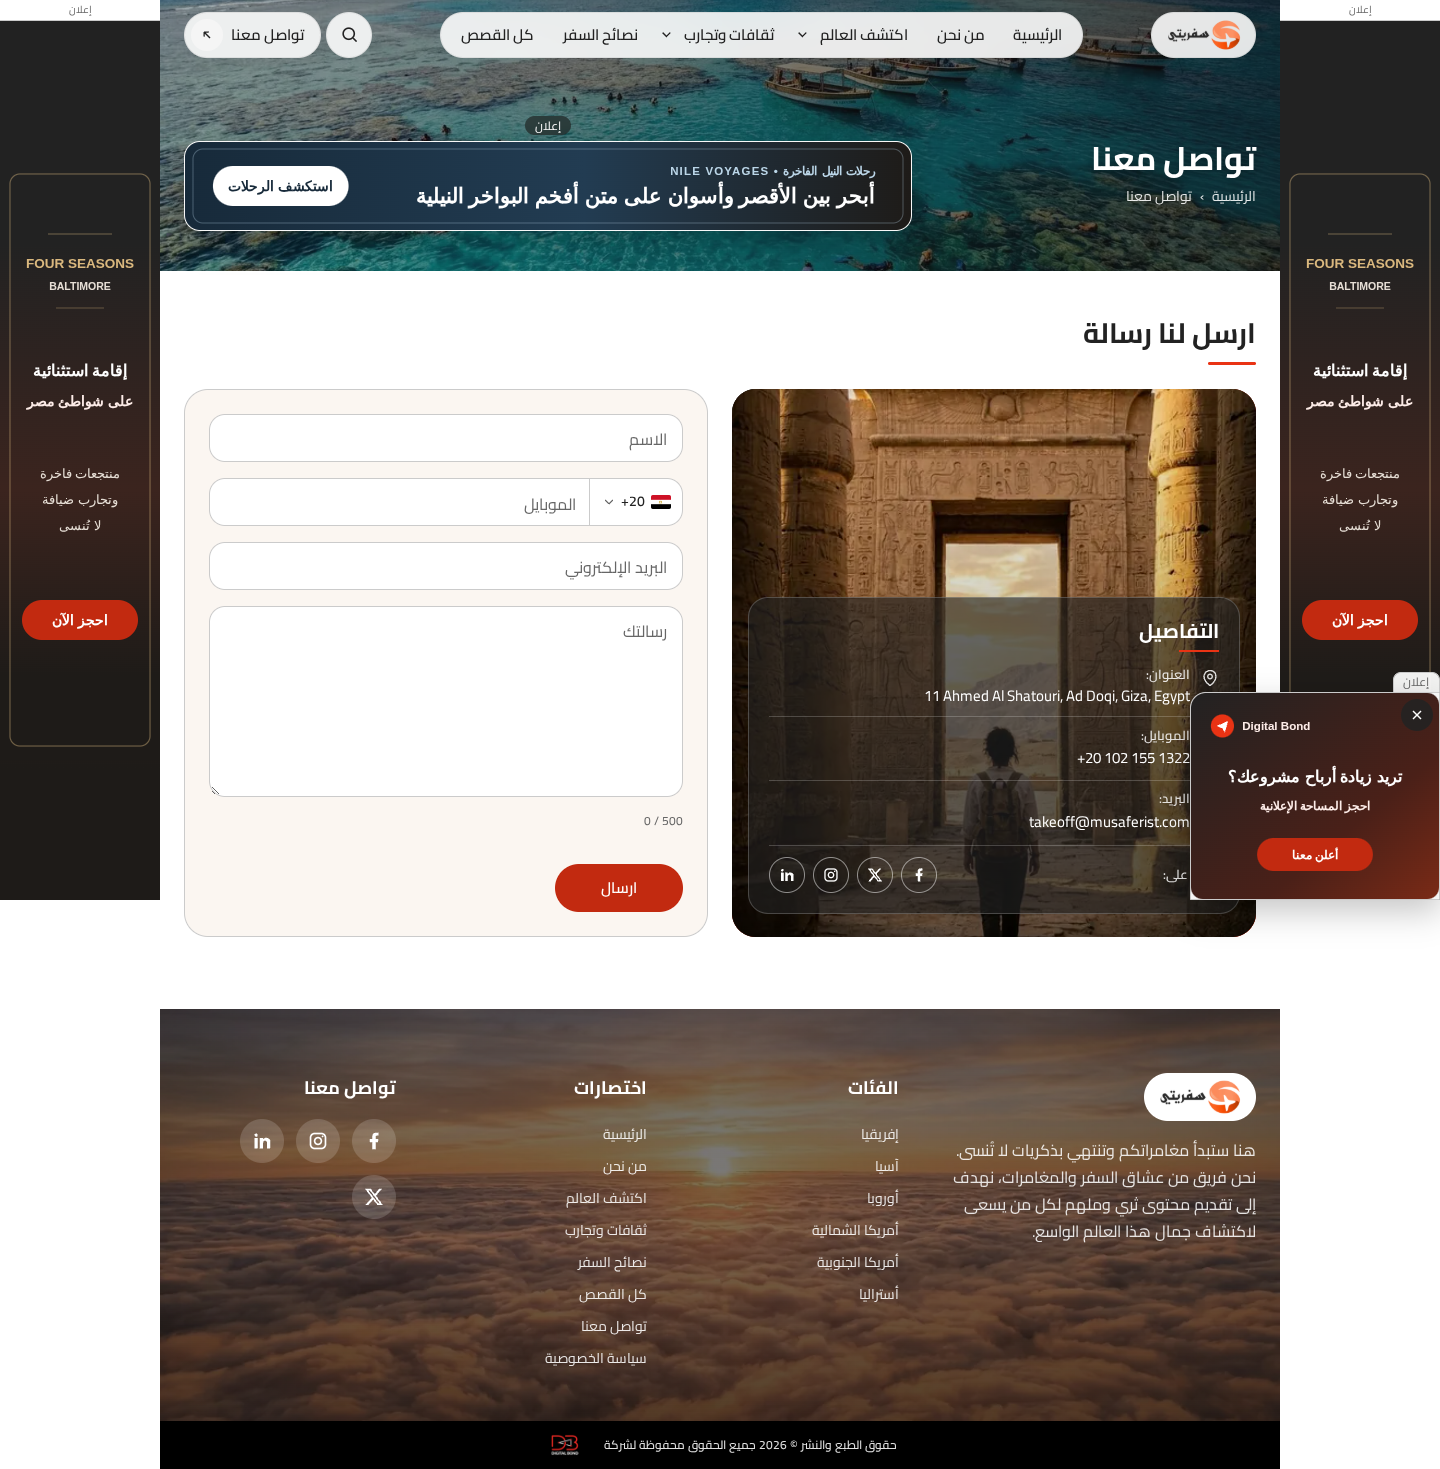 إعلان
إعلان
سفريتي
الرئيسية
من نحن
اكتشف العالم
ثقافات وتجارب
نصائح السفر
كل القصص
تواصل معنا
تواصل معنا
الرئيسية › تواصل معنا
إعلان
رحلات النيل الفاخرة • NILE VOYAGES
أبحر بين الأقصر وأسوان على متن أفخم البواخر النيلية
استكشف الرحلات
FOUR SEASONS
BALTIMORE
إقامة استثنائية
على شواطئ مصر
منتجعات فاخرة
وتجارب ضيافة
لا تُنسى
احجز الآن
FOUR SEASONS
BALTIMORE
إقامة استثنائية
على شواطئ مصر
منتجعات فاخرة
وتجارب ضيافة
لا تُنسى
احجز الآن
ارسل لنا رسالة
التفاصيل
العنوان:
11 Ahmed Al Shatouri, Ad Doqi, Giza, Egypt
الموبايل:
+20 102 155 1322
البريد:
takeoff@musaferist.com
على:
الاسم
+20
الموبايل
البريد الإلكتروني
رسالتك
0 / 500
ارسال
إعلان
Digital Bond
تريد زيادة أرباح مشروعك؟
احجز المساحة الإعلانية
أعلن معنا
سفريتي
هنا ستبدأ مغامراتكم وتنتهي بذكريات لا تُنسى.
نحن فريق من عشاق السفر والمغامرات، نهدف
إلى تقديم محتوى ثري وملهم لكل من يسعى
لاكتشاف جمال هذا العالم الواسع.
الفئات
إفريقيا
آسيا
أوروبا
أمريكا الشمالية
أمريكا الجنوبية
أستراليا
اختصارات
الرئيسية
من نحن
اكتشف العالم
ثقافات وتجارب
نصائح السفر
كل القصص
تواصل معنا
سياسة الخصوصية
تواصل معنا
حقوق الطبع والنشر © 2026 جميع الحقوق محفوظة لشركة
DIGITAL BOND